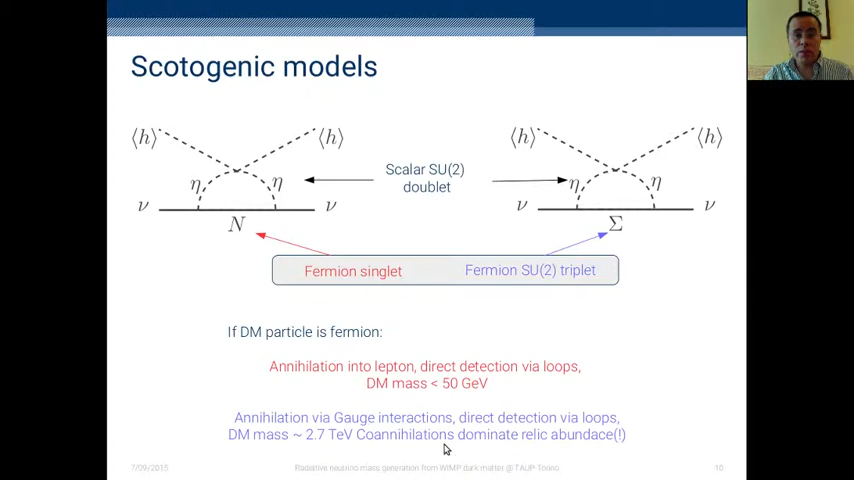 Scotogenic models
⟨h⟩ ⟨h⟩ ⟨h⟩ ⟨h⟩
Scalar SU(2)
doublet
η η η η
ν ν ν ν
N Σ
Fermion singlet Fermion SU(2) triplet
If DM particle is fermion:
Annihilation into lepton, direct detection via loops,
DM mass < 50 GeV
Annihilation via Gauge interactions, direct detection via loops,
DM mass ~ 2.7 TeV Coannihilations dominate relic abundace(!)
7/09/2015 Radiative neutrino mass generation from WIMP dark matter @ TAUP-Torino 10